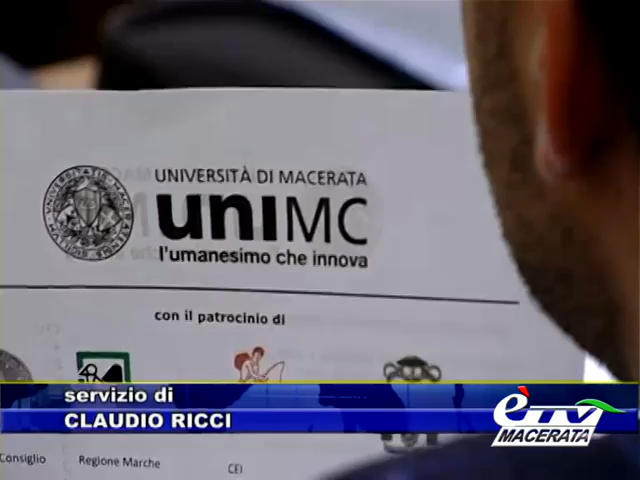 UNIVERSITÀ DI MACERATA
uniMC
l'umanesimo che innova
con il patrocinio di
servizio di
CLAUDIO RICCI
èTV
MACERATA
Consiglio
Regione Marche
CEI